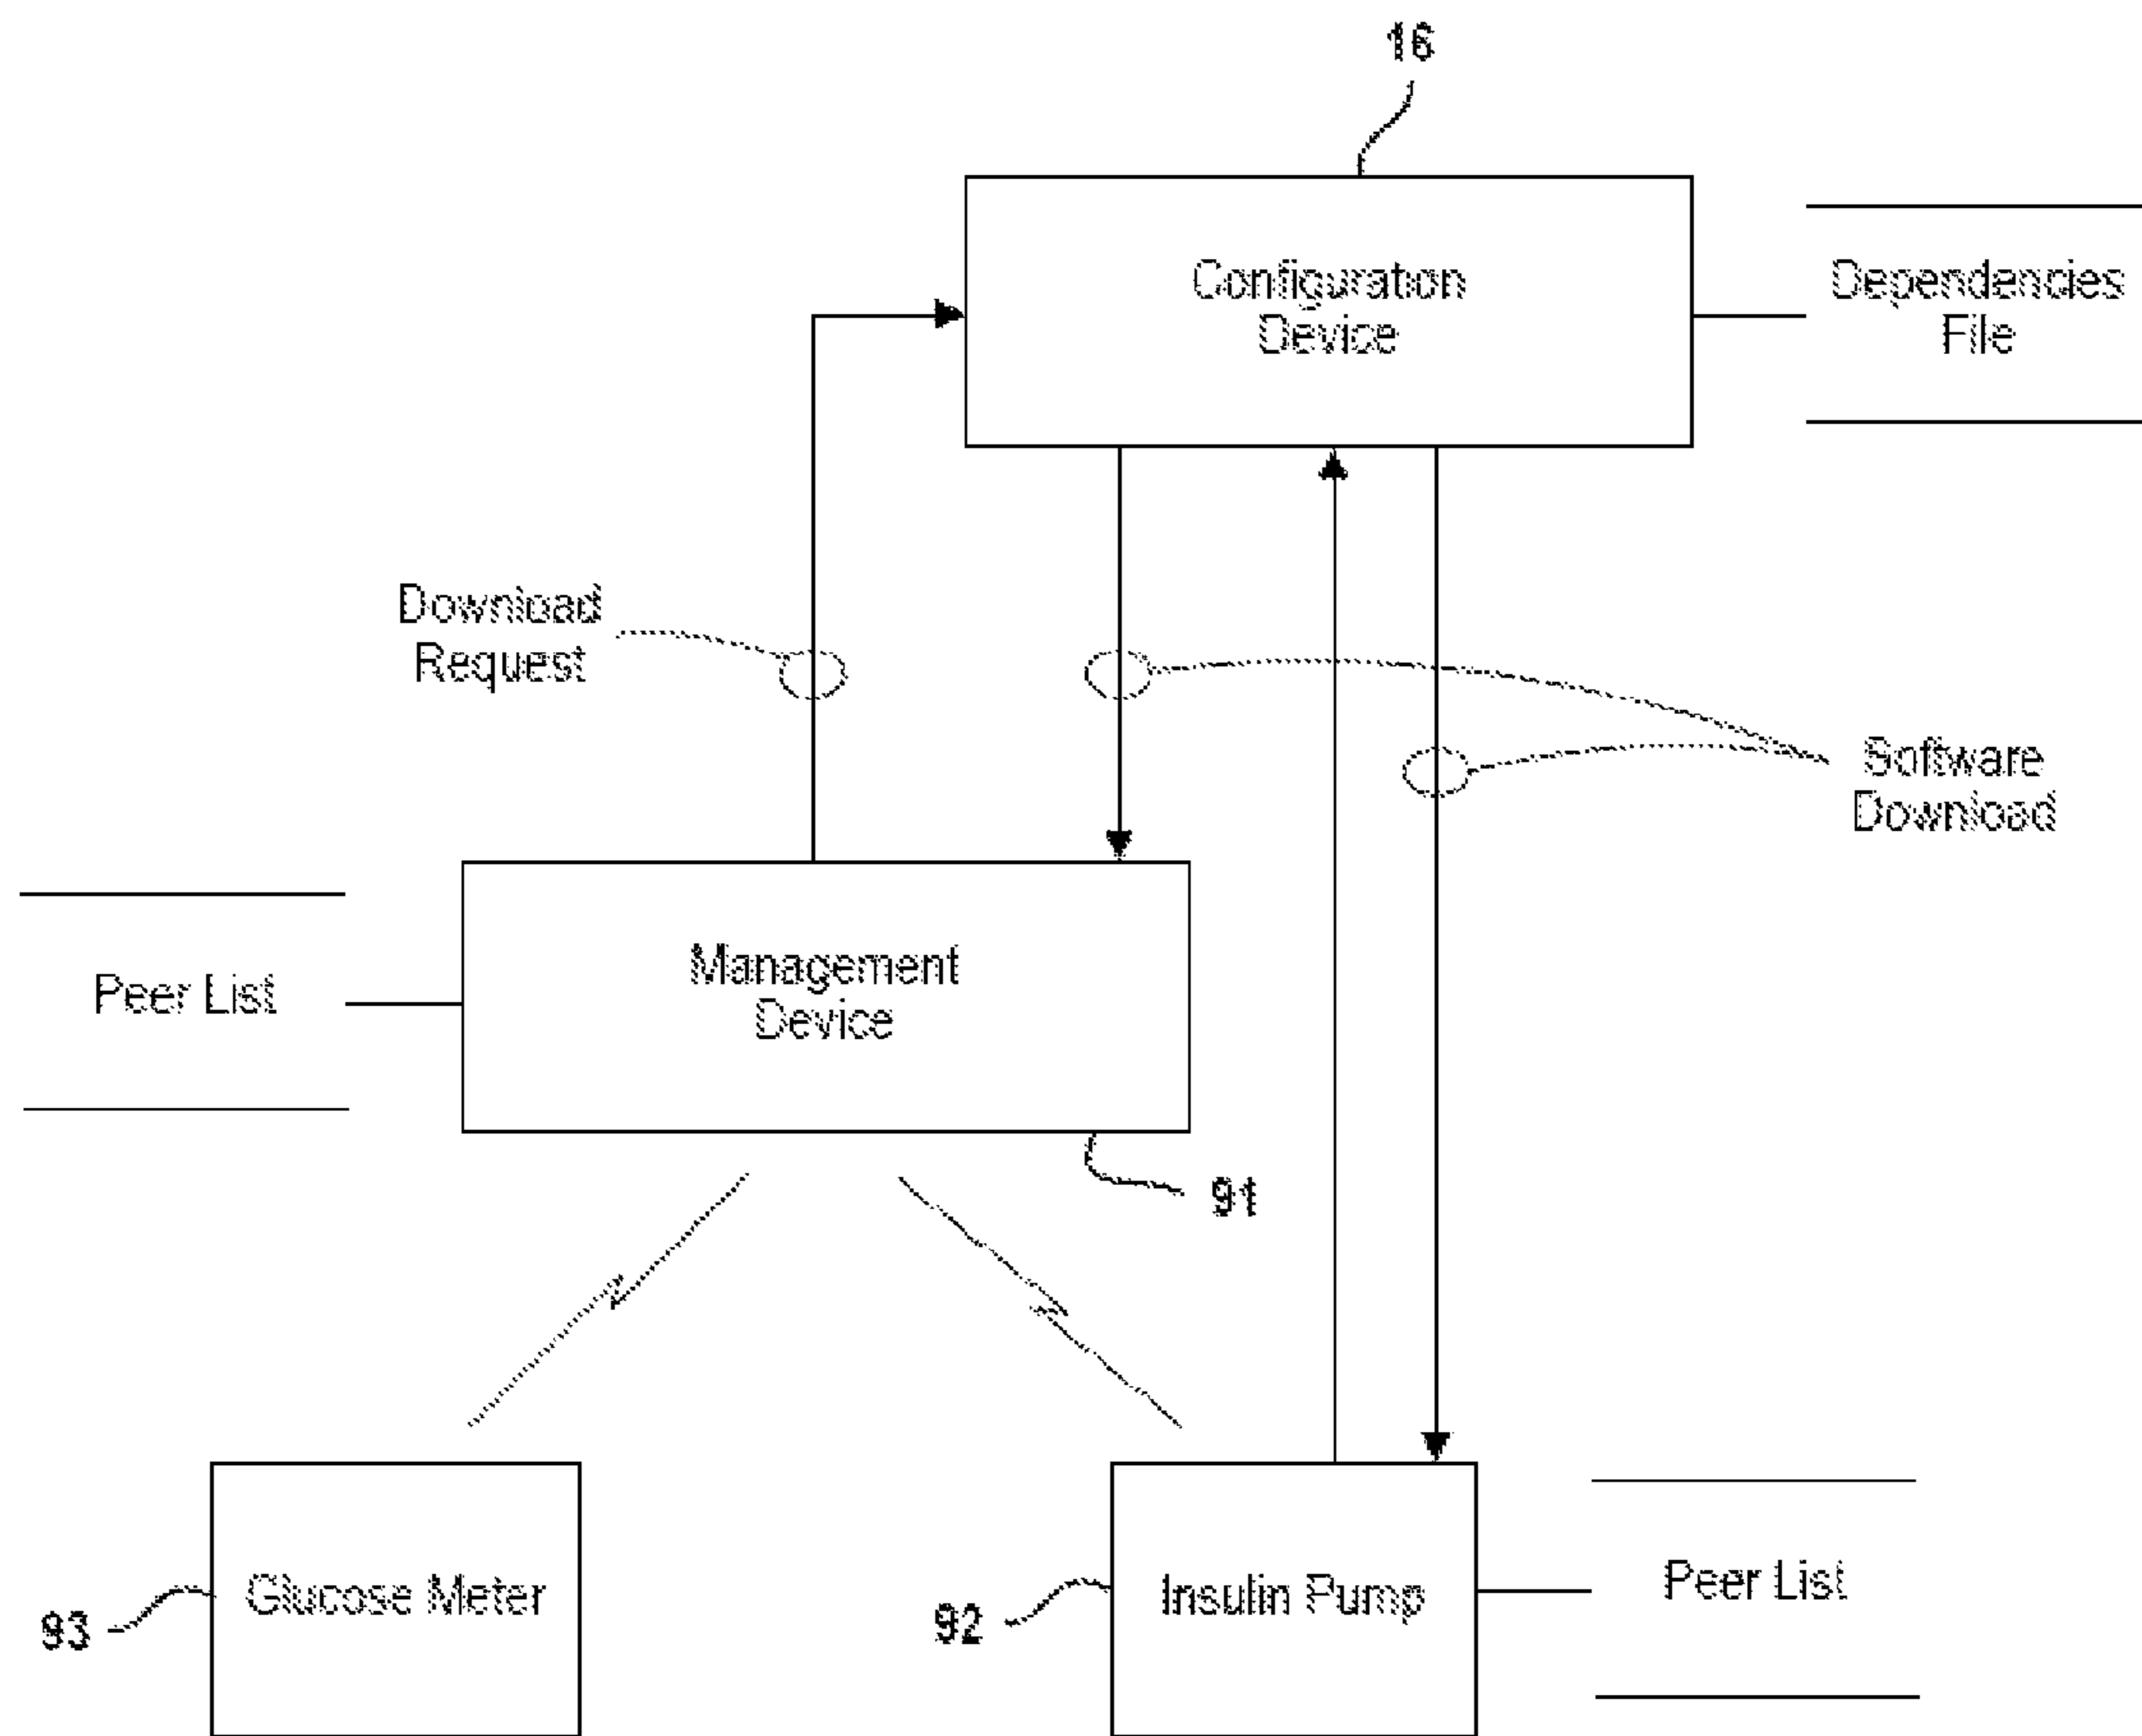 16
Configuration
Device
Dependencies
File
Download
Request
Software
Download
Peer List
Management
Device
91
Glucose Meter
93
92
Insulin Pump
Peer List